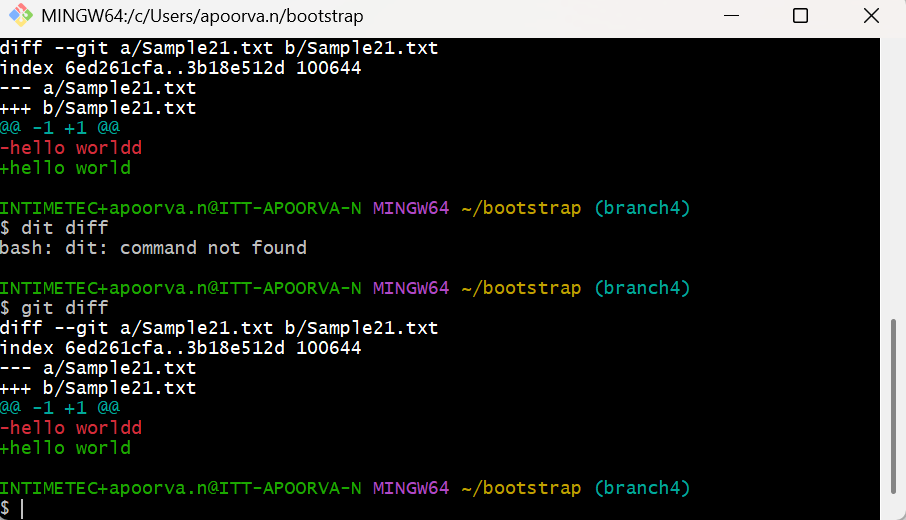 MINGW64:/c/Users/apoorva.n/bootstrap
diff --git a/Sample21.txt b/Sample21.txt
index 6ed261cfa..3b18e512d 100644
--- a/Sample21.txt
+++ b/Sample21.txt
@@ -1 +1 @@
-hello worldd
+hello world
INTIMETEC+apoorva.n@ITT-APOORVA-N MINGW64 ~/bootstrap (branch4)
$ dit diff
bash: dit: command not found
INTIMETEC+apoorva.n@ITT-APOORVA-N MINGW64 ~/bootstrap (branch4)
$ git diff
diff --git a/Sample21.txt b/Sample21.txt
index 6ed261cfa..3b18e512d 100644
--- a/Sample21.txt
+++ b/Sample21.txt
@@ -1 +1 @@
-hello worldd
+hello world
INTIMETEC+apoorva.n@ITT-APOORVA-N MINGW64 ~/bootstrap (branch4)
$